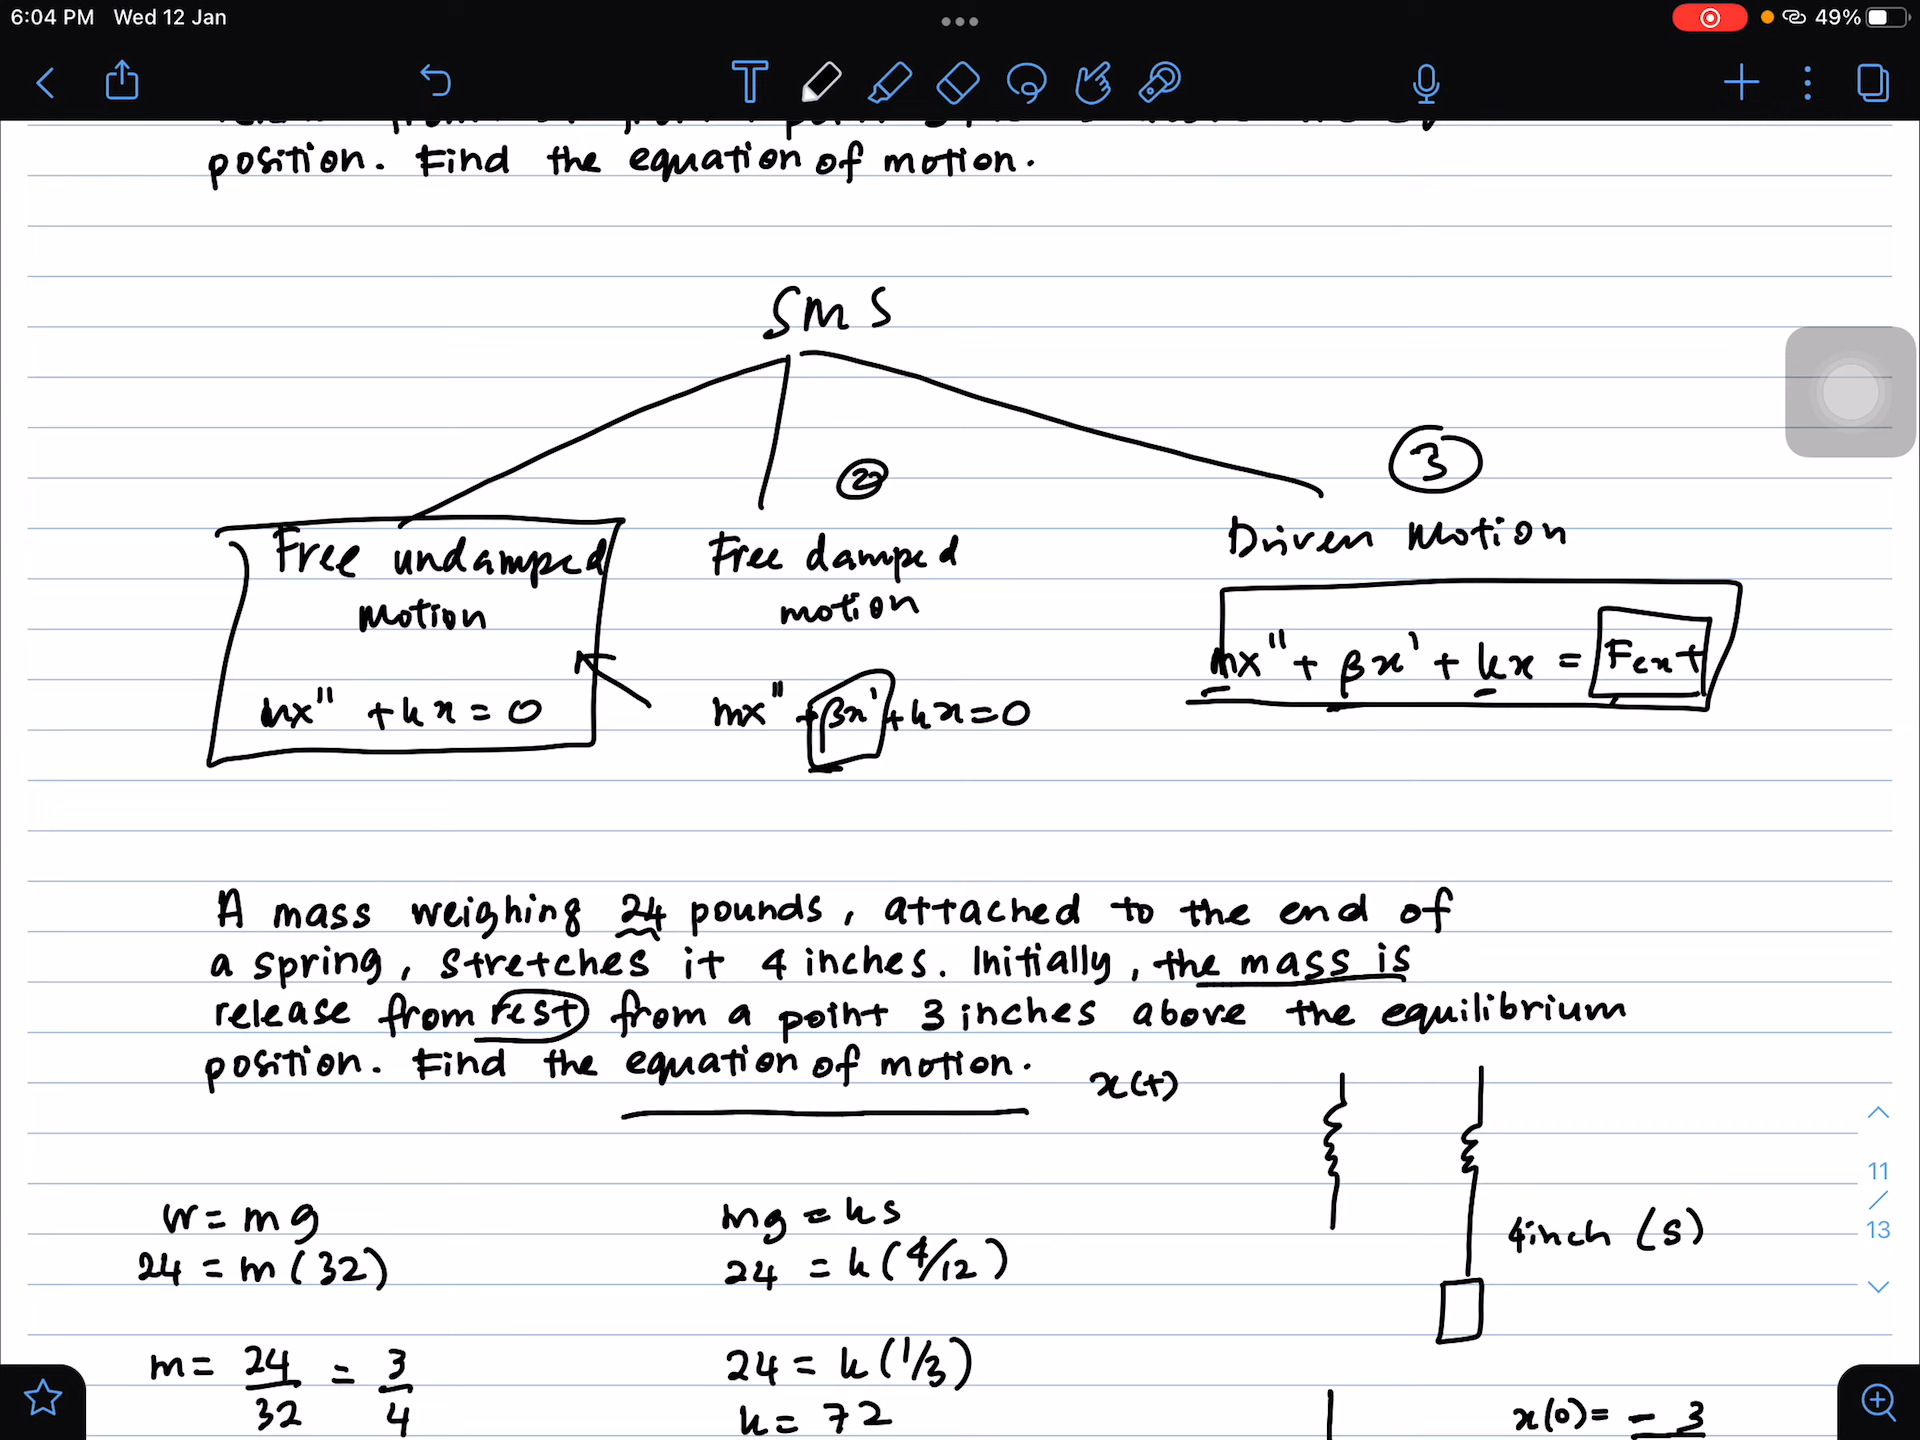 6:04 PM Wed 12 Jan
49%
T
position. Find the equation of motion.
SMS
②
③
Free undamped
Motion
mx" + kx = 0
Free damped
motion
mx" + βx' + kx = 0
Driven Motion
mx" + βx' + kx = Fext
A mass weighing 24 pounds, attached to the end of
a spring, stretches it 4 inches. Initially, the mass is
release from rest from a point 3 inches above the equilibrium
position. Find the equation of motion.
x(t)
W = mg
24 = m(32)
m = 24/32 = 3/4
mg = ks
24 = k(4/12)
24 = k(1/3)
k = 72
4inch (S)
x(0) = - 3
11
/
13